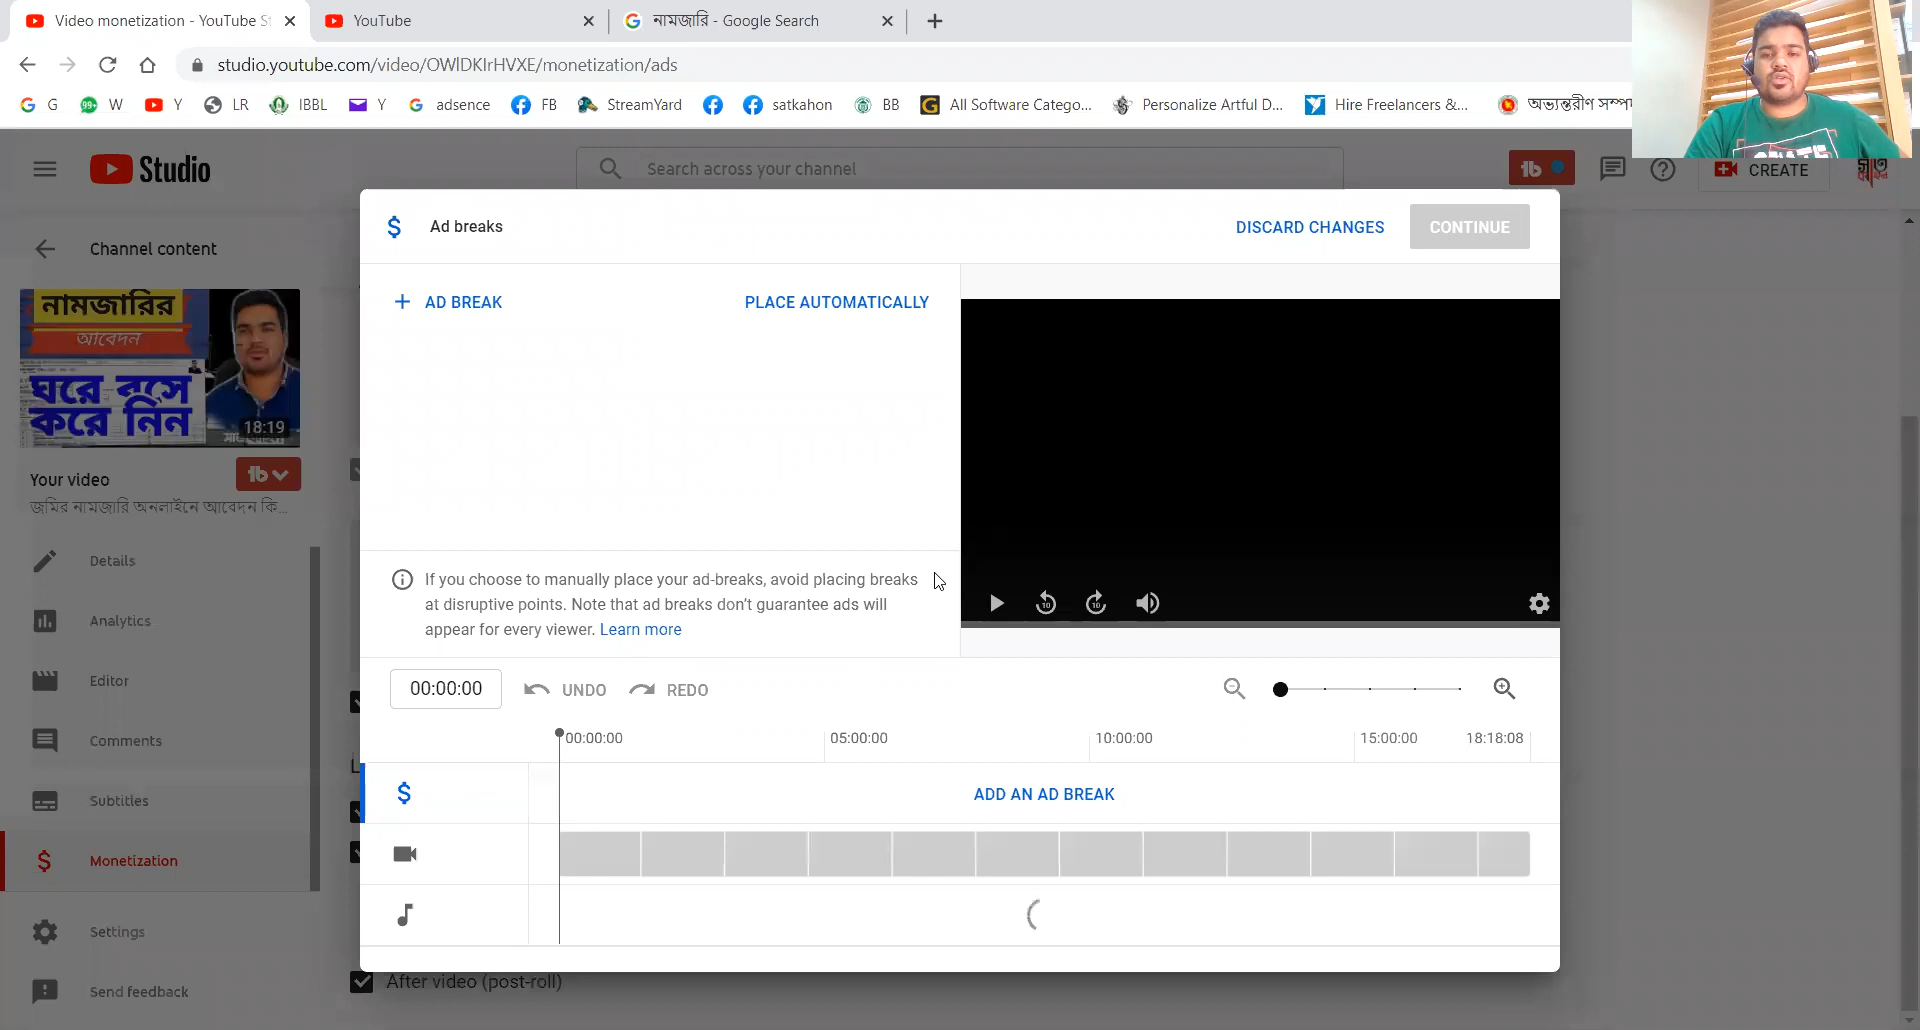 Video monetization - YouTube S
YouTube
নামজারি - Google Search
studio.youtube.com/video/OWlDKIrHVXE/monetization/ads
G
99+
W
Y
LR
IBBL
Y
adsence
FB
StreamYard
satkahon
BB
All Software Catego...
Personalize Artful D...
Hire Freelancers &...
অভ্যন্তরীণ সম্প
Studio
Search across your channel
CREATE
Channel content
নামজারির
আবেদন
ঘরে বসে
করে নিন
18:19
Your video
জমির নামজারি অনলাইনে আবেদন কি...
Details
Analytics
Editor
Comments
Subtitles
Monetization
Settings
Send feedback
Ad breaks
DISCARD CHANGES
CONTINUE
AD BREAK
PLACE AUTOMATICALLY
If you choose to manually place your ad-breaks, avoid placing breaks
at disruptive points. Note that ad breaks don't guarantee ads will
appear for every viewer. Learn more
00:00:00
UNDO
REDO
00:00:00
05:00:00
10:00:00
15:00:00
18:18:08
ADD AN AD BREAK
After video (post-roll)